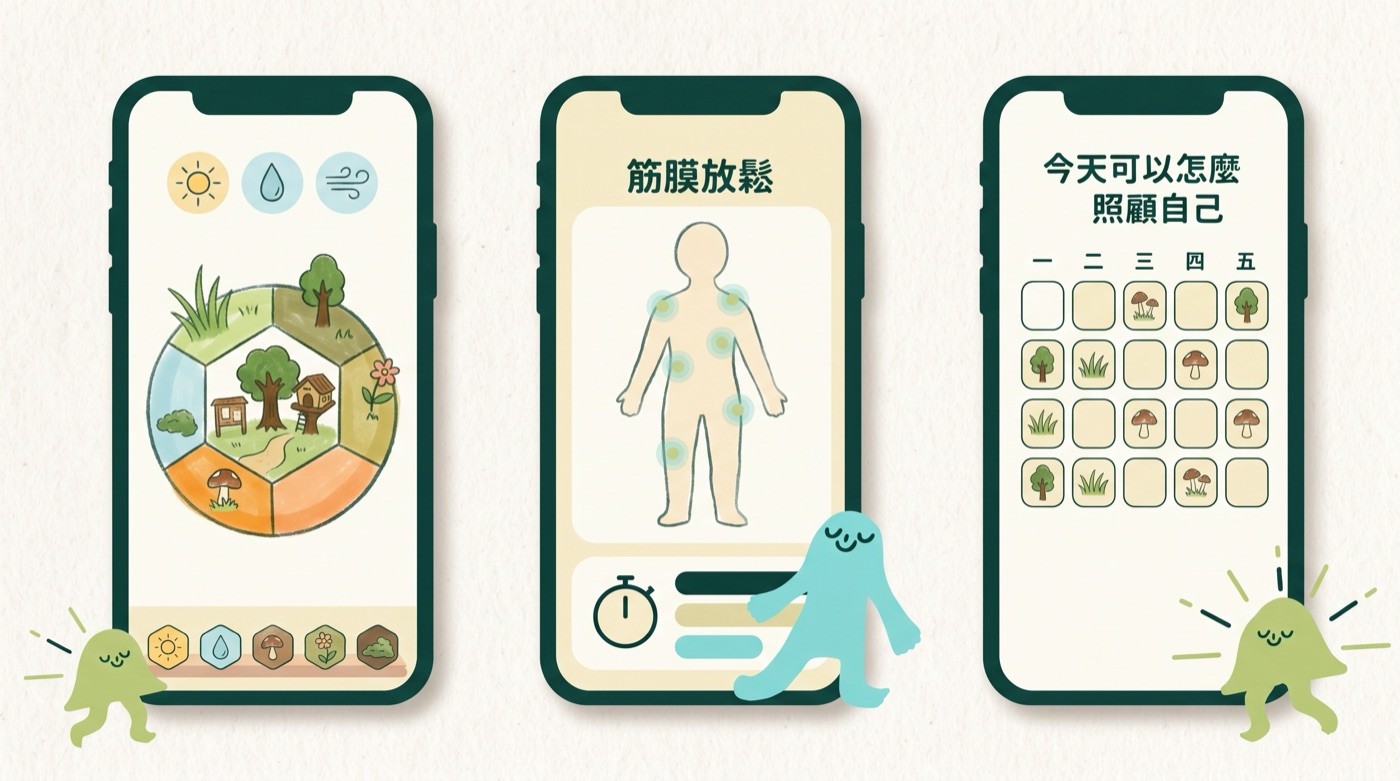 筋膜放鬆
今天可以怎麼
照顧自己
一 二 三 四 五